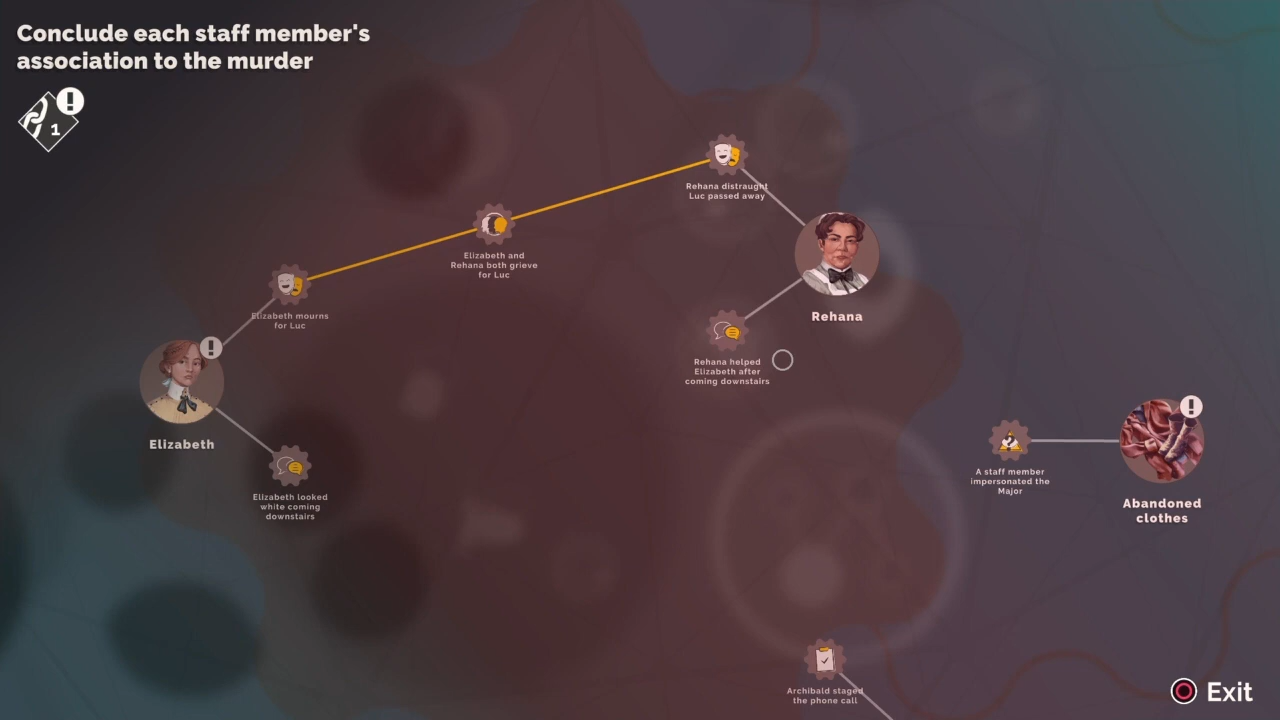 Conclude each staff member's
association to the murder
!
1
Rehana distraught
Luc passed away
Elizabeth and
Rehana both grieve
for Luc
Elizabeth mourns
for Luc
Rehana
Rehana helped
Elizabeth after
coming downstairs
!
Elizabeth
Elizabeth looked
white coming
downstairs
!
A staff member
impersonated the
Major
Abandoned
clothes
Archibald staged
the phone call
Exit